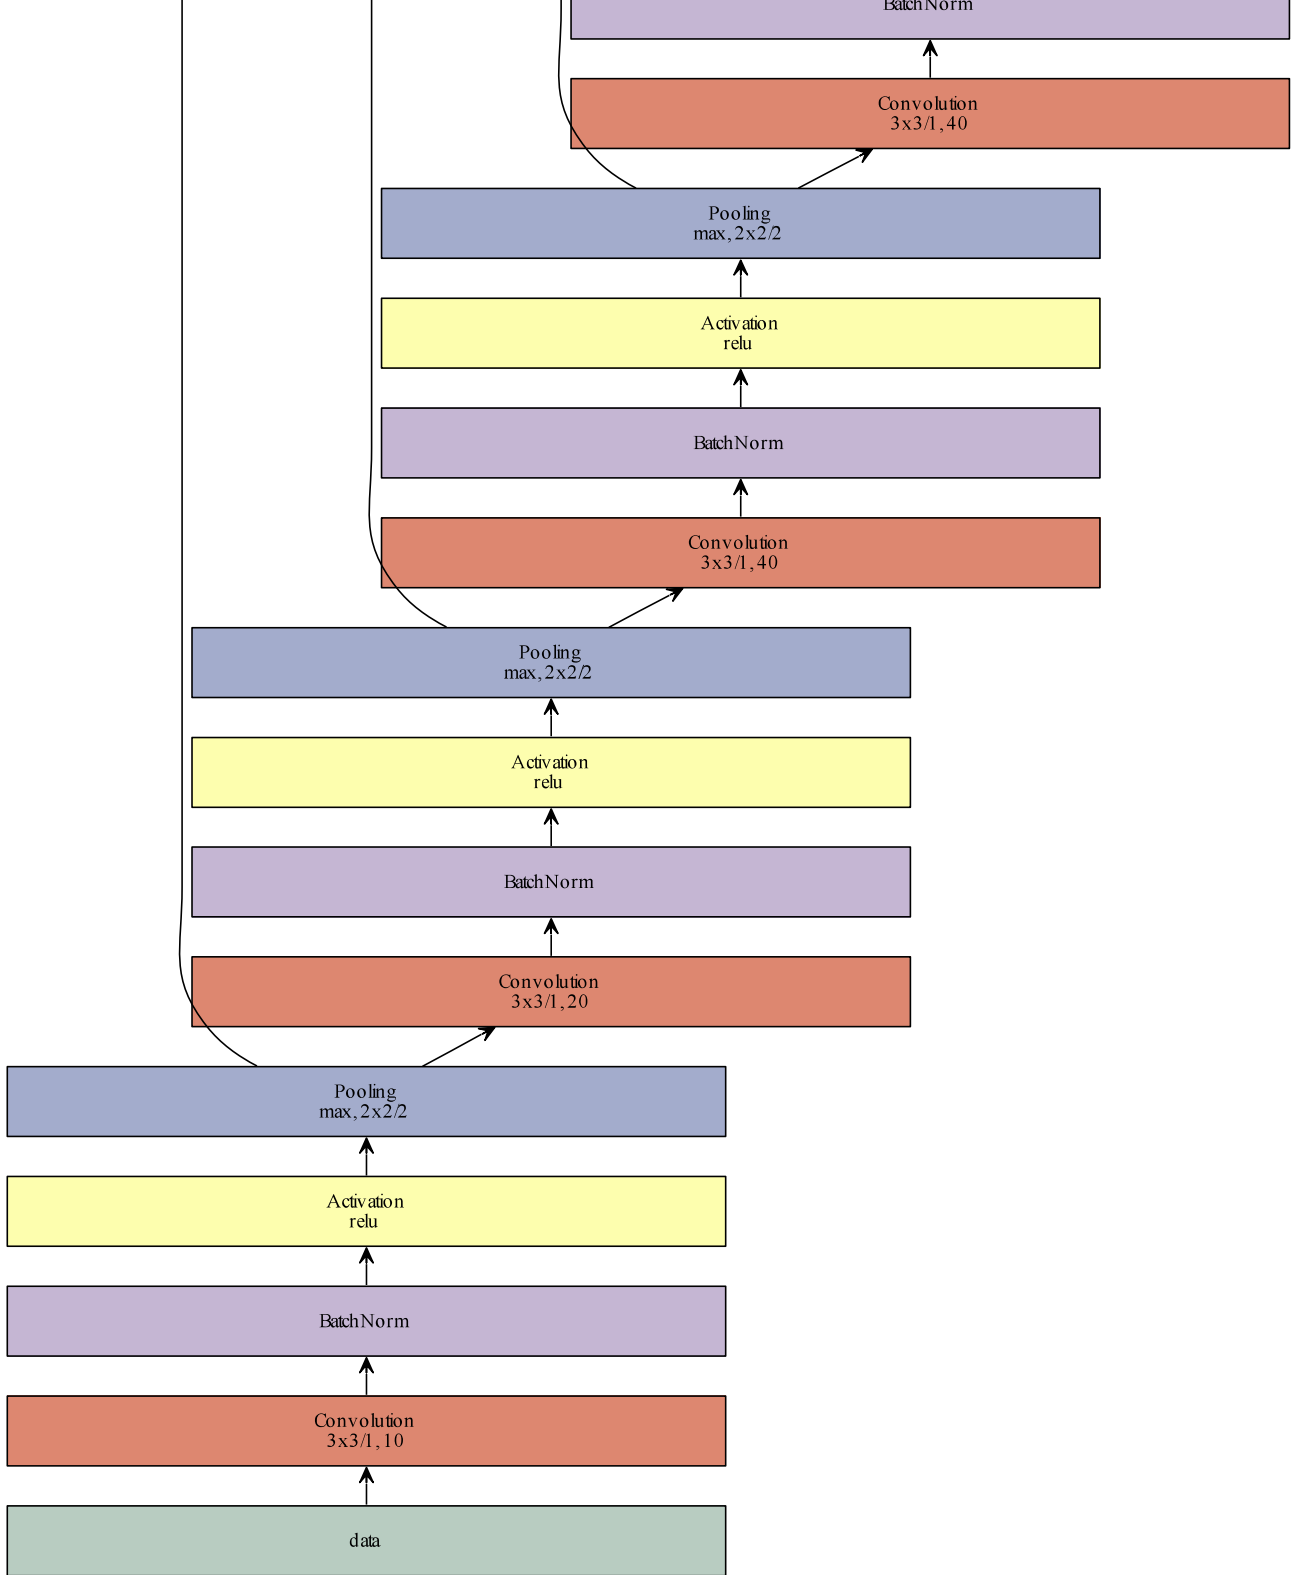 BatchNorm
Convolution
3x3/1, 40
Pooling
max, 2x2/2
Activation
relu
BatchNorm
Convolution
3x3/1, 40
Pooling
max, 2x2/2
Activation
relu
BatchNorm
Convolution
3x3/1, 20
Pooling
max, 2x2/2
Activation
relu
BatchNorm
Convolution
3x3/1, 10
data